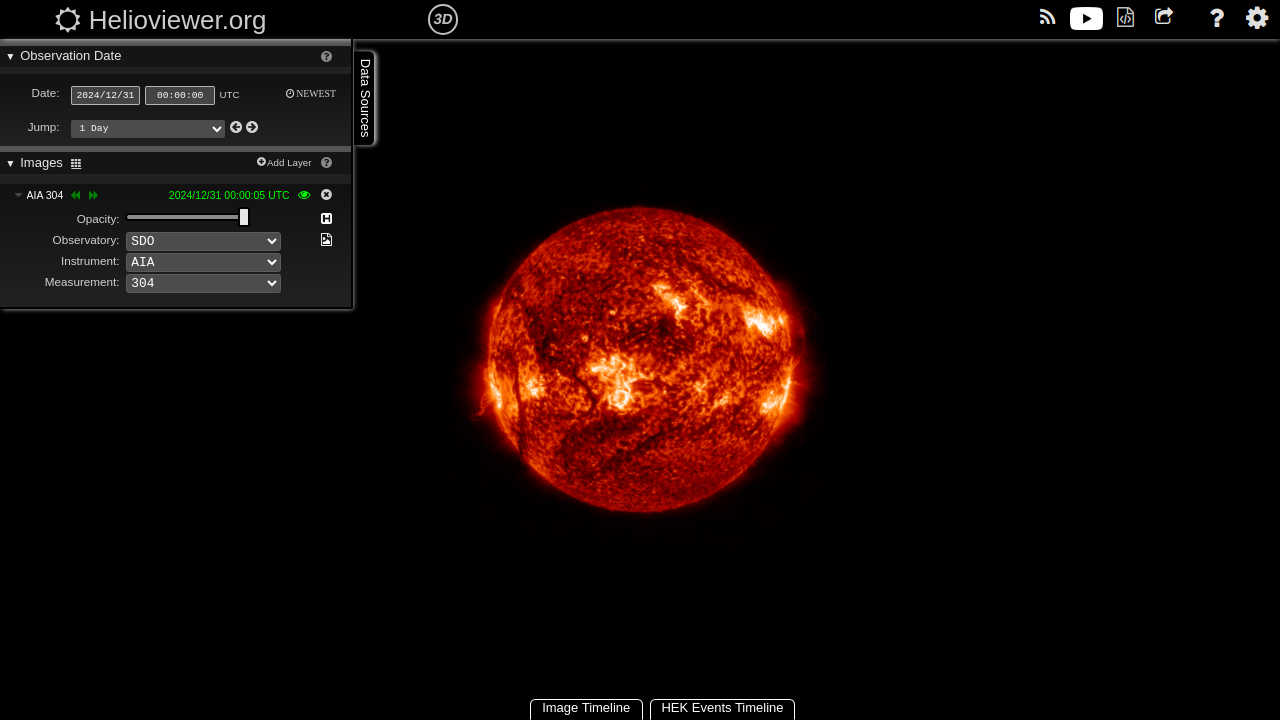 Helioviewer.org
3D
?
Observation Date
?
Date: 2024/12/31 00:00:00 UTC NEWEST
Jump: 1 Day
Images Add Layer ?
AIA 304 2024/12/31 00:00:05 UTC
Opacity:
H
Observatory: SDO
Instrument: AIA
Measurement: 304
Data Sources
Image Timeline HEK Events Timeline